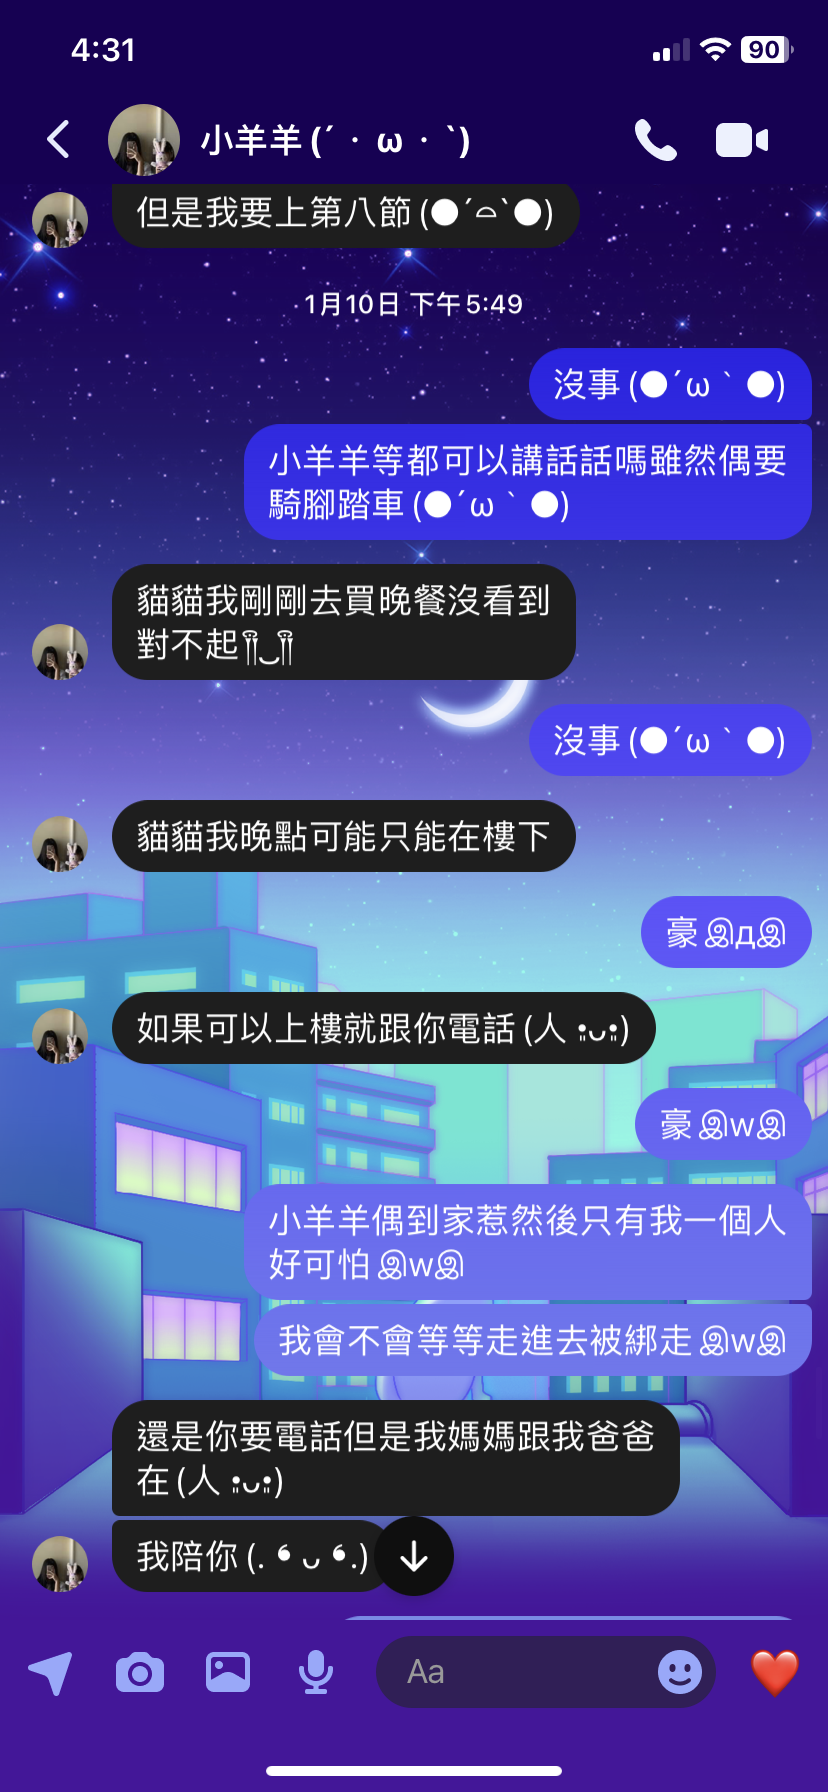 4:31
90
小羊羊 (´・ω・`)
但是我要上第八節 (●´⌓`●)
1月10日 下午5:49
沒事 (●´ω｀●)
小羊羊等都可以講話話嗎雖然偶要
騎腳踏車 (●´ω｀●)
貓貓我剛剛去買晚餐沒看到
對不起 ༎ຶ‿༎ຶ
沒事 (●´ω｀●)
貓貓我晚點可能只能在樓下
豪 இдஇ
如果可以上樓就跟你電話 (人 •͈ᴗ•͈)
豪 இwஇ
小羊羊偶到家惹然後只有我一個人
好可怕 இwஇ
我會不會等等走進去被綁走 இwஇ
還是你要電話但是我媽媽跟我爸爸
在 (人 •͈ᴗ•͈)
我陪你 (. ❛ ᴗ ❛.)
Aa